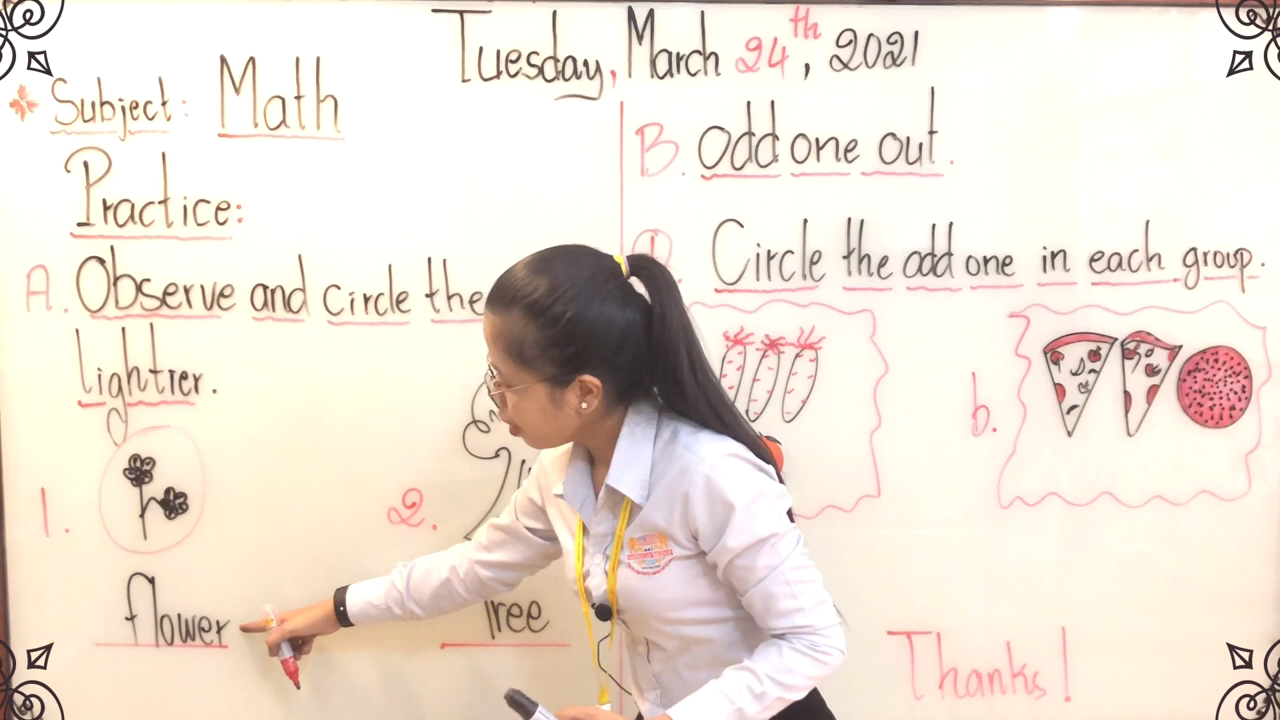 Tuesday, March 24th, 2021
Subject: Math
Practice:
A. Observe and circle the
lightier.
1.
flower
2.
Tree
B. Odd one out.
Circle the odd one in each group.
b.
Thanks!